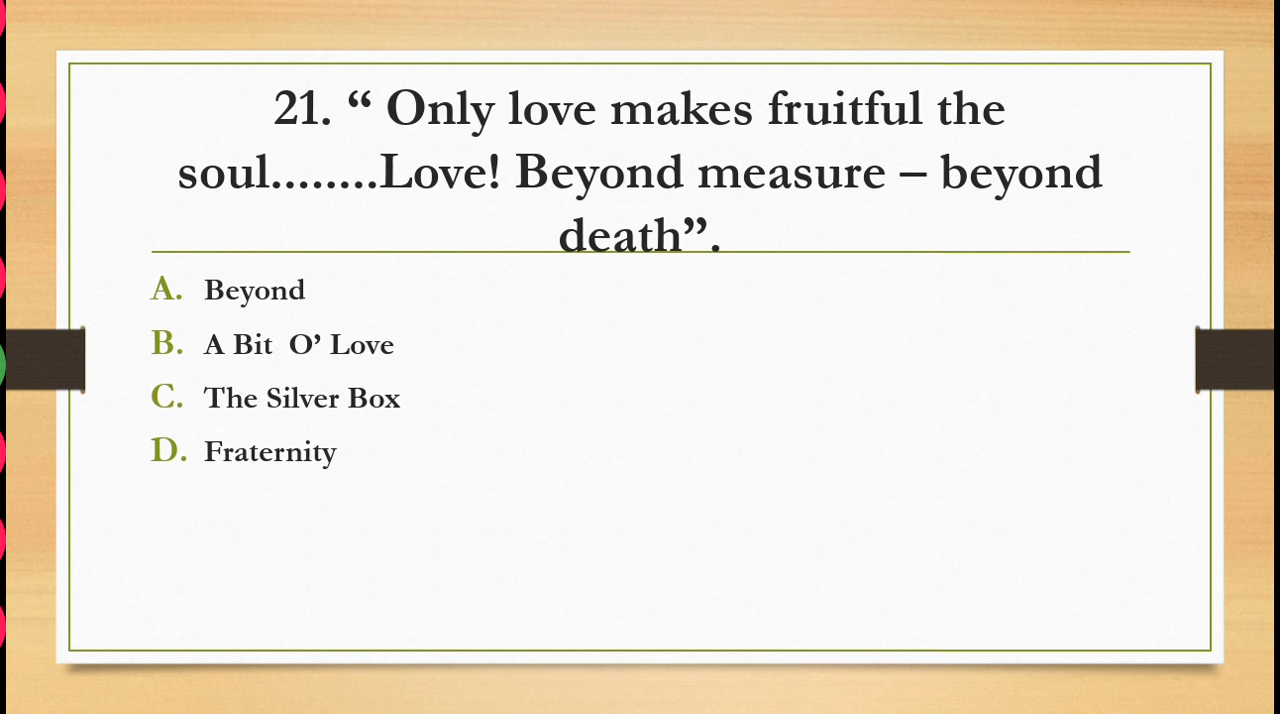 21. “ Only love makes fruitful the
soul........Love! Beyond measure – beyond
death”.
A. Beyond
B. A Bit O’ Love
C. The Silver Box
D. Fraternity